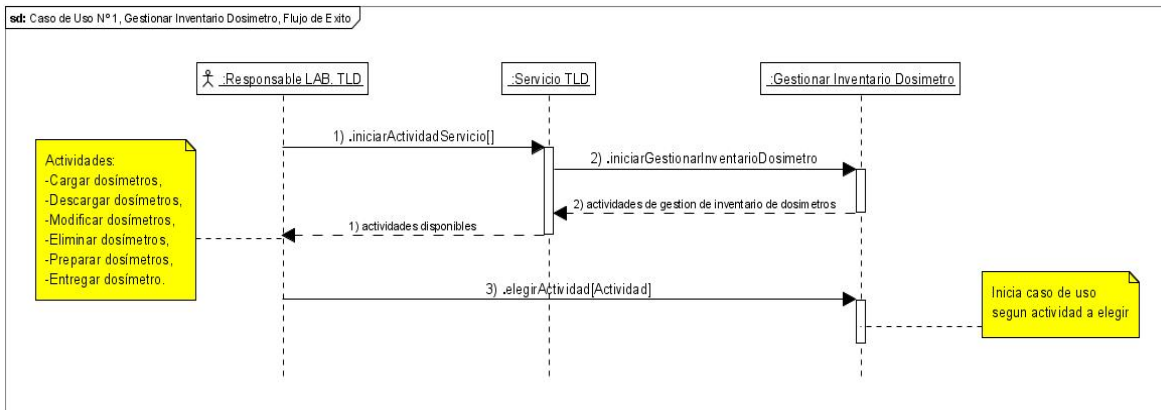 sd: Caso de Uso Nº1, Gestionar Inventario Dosimetro, Flujo de Exito
:Responsable LAB. TLD
:Servicio TLD
:Gestionar Inventario Dosimetro
1) .iniciarActividadServicio[]
2) .iniciarGestionarInventarioDosimetro
Actividades:
-Cargar dosímetros,
-Descargar dosímetros,
-Modificar dosímetros,
-Eliminar dosímetros,
-Preparar dosímetros,
-Entregar dosímetro.
2) actividades de gestion de inventario de dosimetros
1) actividades disponibles
3) .elegirActividad[Actividad]
Inicia caso de uso
segun actividad a elegir